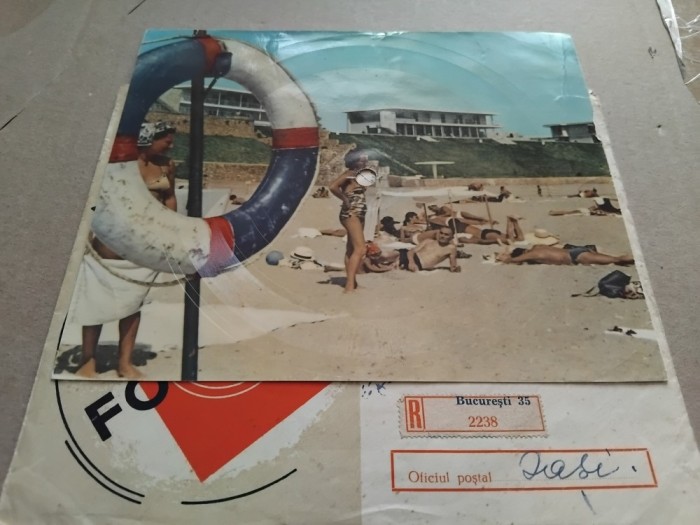 FO
R
București 35
2238
Oficiul poștal Iași.